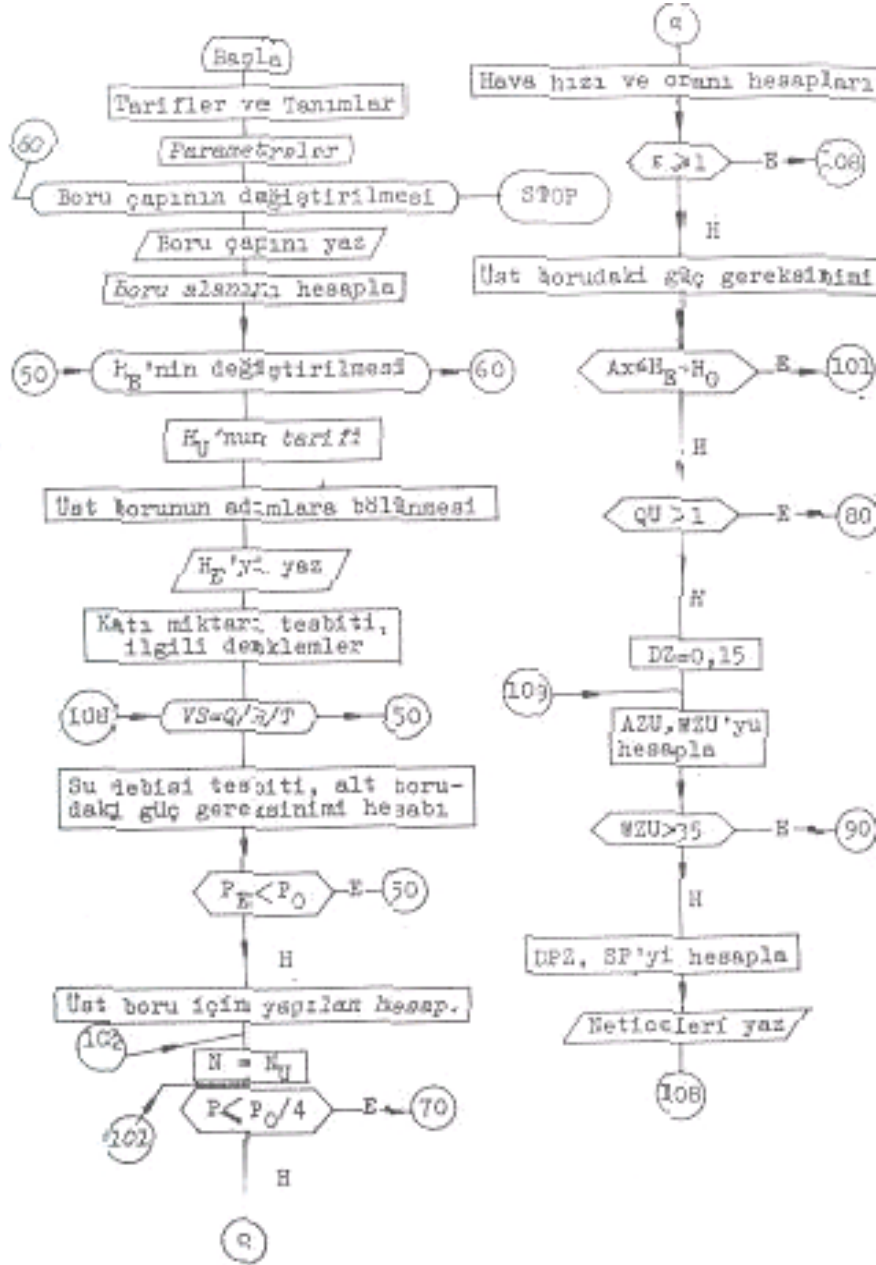 Başla
Tarifler ve Tanımlar
60
Parametreler
Boru çapının değiştirilmesi
STOP
Boru çapını yaz
Boru alanını hesapla
50
H_E'nin değiştirilmesi
60
H_U'nun tarifi
Üst borunun adımlara bölünmesi
H_E'yi yaz
Katı miktarı tesbiti,
ilgili denklemler
108
50
Su debisi tesbiti, alt boru-
daki güç gereksinimi hesabı
P_E < P_O
E
50
H
Üst boru için yapılan hesap.
102
N = N_U
P ≤ P_O/4
E
70
101
H
q
q
Hava hızı ve oranı hesapları
E
108
H
Üst borudaki güç gereksinimi
E
101
H
QU > 1
E
80
H
DZ=0,15
109
AZU, WZU'yu
hesapla
WZU>35
E
90
H
DPZ, SP'yi hesapla
Neticeleri yaz
108